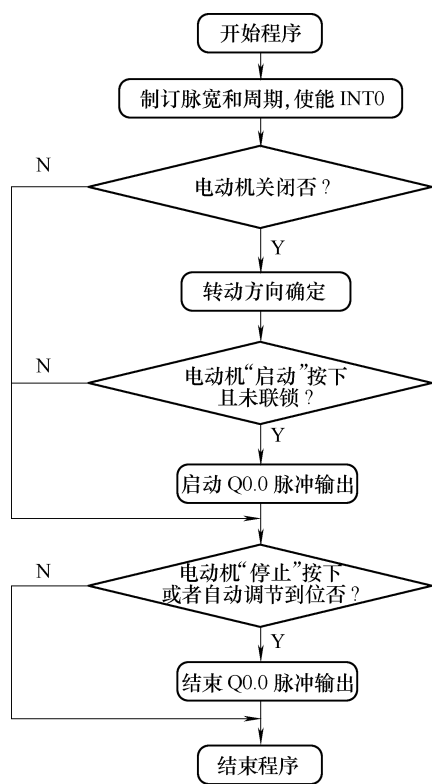 开始程序
制订脉宽和周期，使能 INT0
N
电动机关闭否？
Y
转动方向确定
N
电动机“启动”按下
且未联锁？
Y
启动 Q0.0 脉冲输出
N
电动机“停止”按下
或者自动调节到位否？
Y
结束 Q0.0 脉冲输出
结束程序